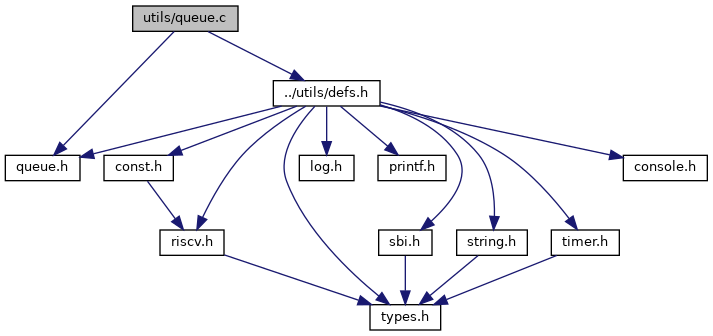 utils/queue.c
../utils/defs.h
queue.h
const.h
log.h
printf.h
console.h
riscv.h
sbi.h
string.h
timer.h
types.h